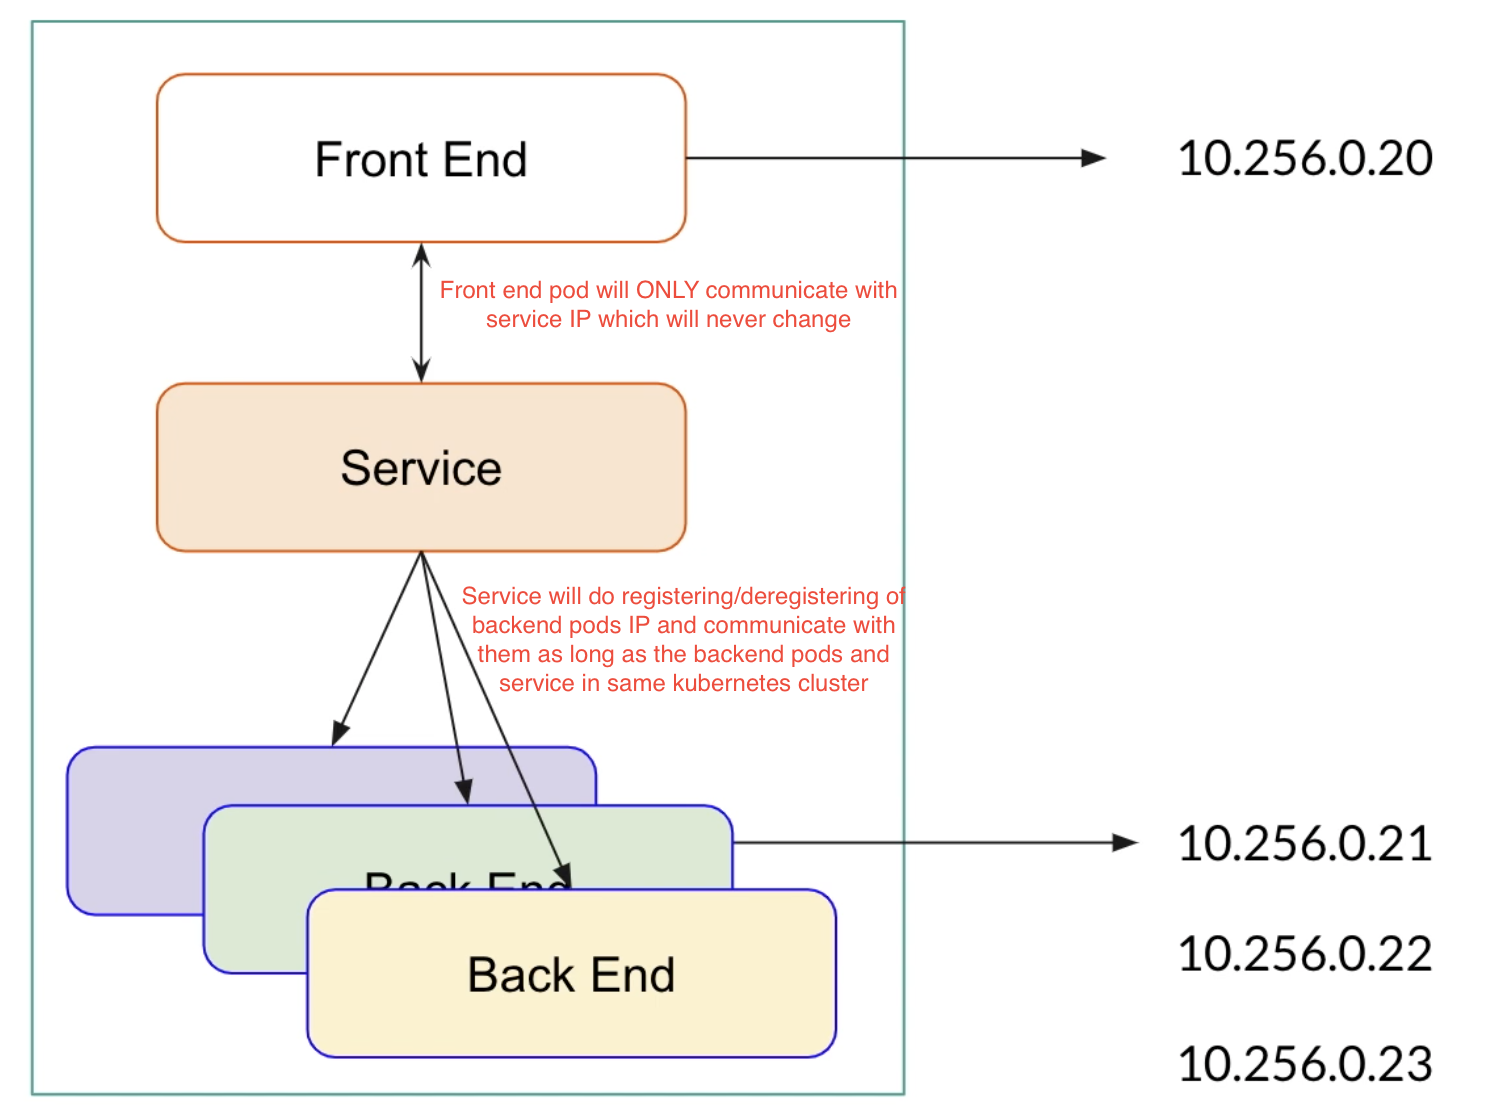 Front End
10.256.0.20
Front end pod will ONLY communicate with
service IP which will never change
Service
Service will do registering/deregistering of
backend pods IP and communicate with
them as long as the backend pods and
service in same kubernetes cluster
10.256.0.21
Back End
10.256.0.22
Back End
10.256.0.23